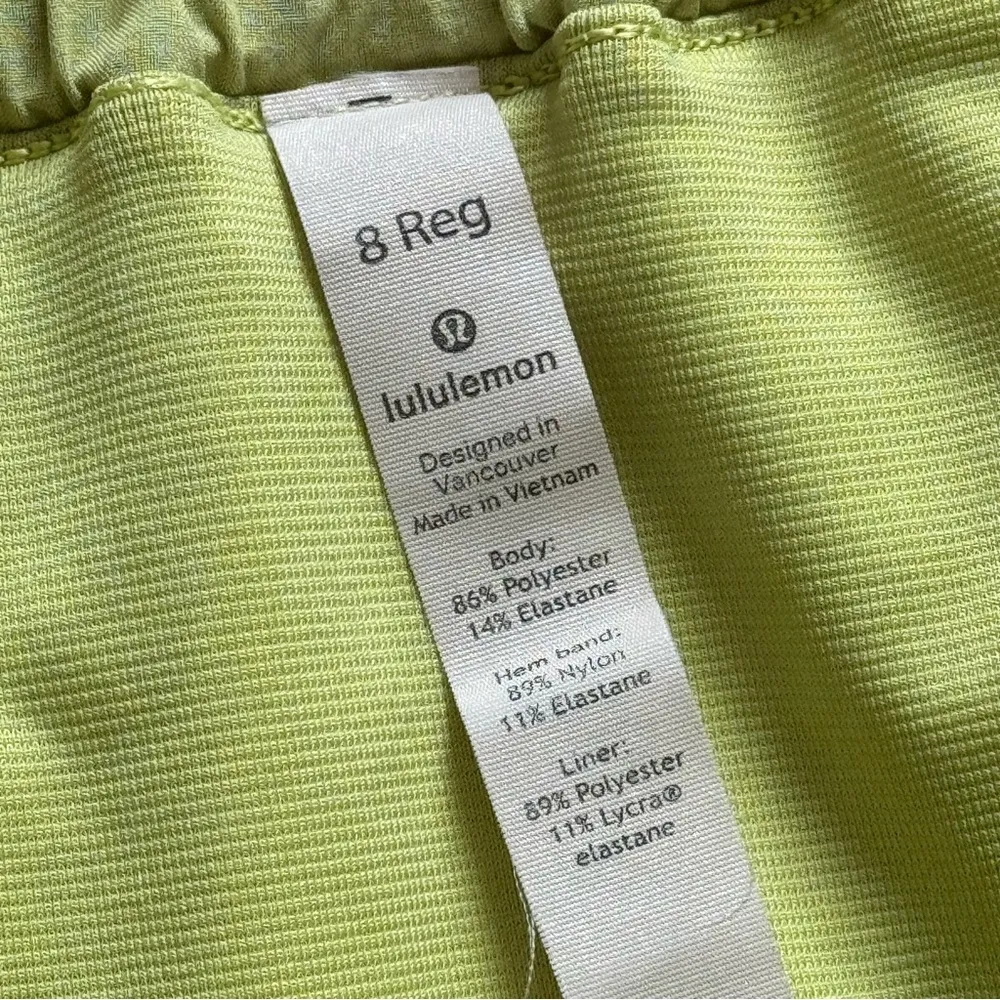 8 Reg
lululemon
Designed in
Vancouver
Made in Vietnam
Body:
86% Polyester
14% Elastane
Hem band:
89% Nylon
11% Elastane
Liner:
89% Polyester
11% Lycra®
elastane